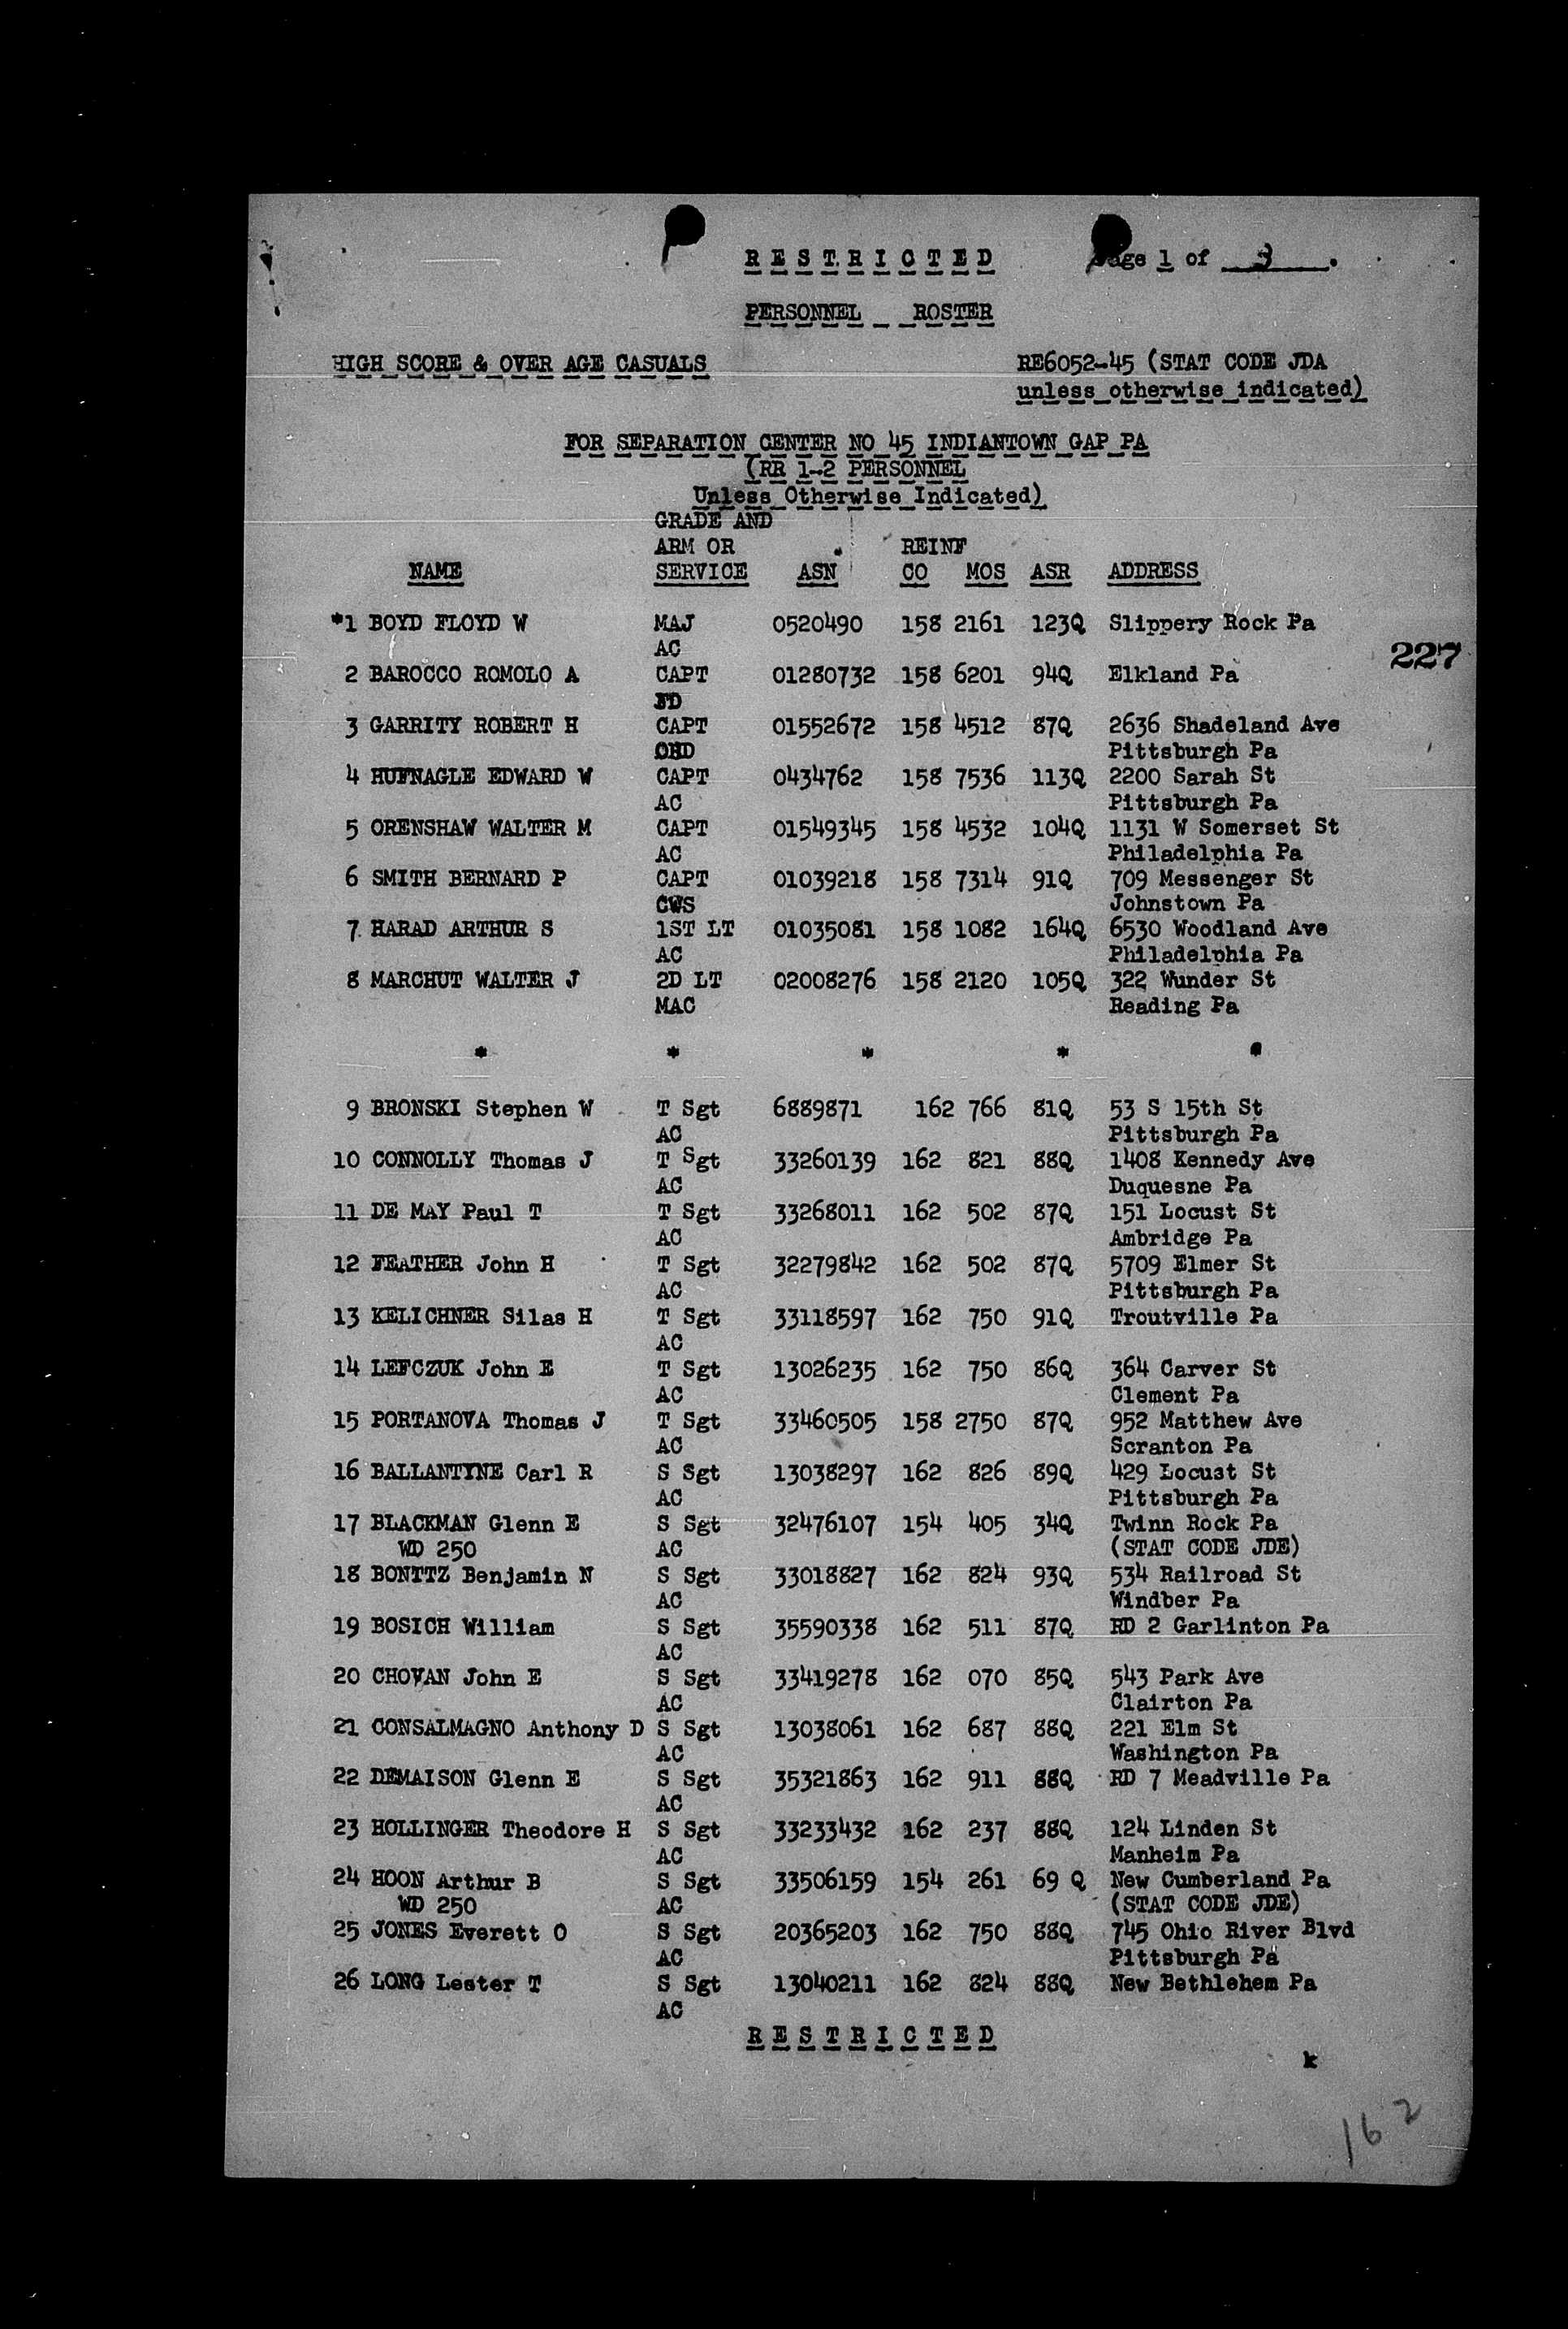 R E S T R I C T E D Page 1 of 3.
PERSONNEL ROSTER
HIGH SCORE & OVER AGE CASUALS RE6052-45 (STAT CODE JDA
unless otherwise indicated)
FOR SEPARATION CENTER NO 45 INDIANTOWN GAP PA
(RR 1-2 PERSONNEL
Unless Otherwise Indicated)
GRADE AND
ARM OR REINF
NAME SERVICE ASN CO MOS ASR ADDRESS
*1 BOYD FLOYD W MAJ 0520490 158 2161 123Q Slippery Rock Pa
AC
227
2 BAROCCO ROMOLO A CAPT 01280732 158 6201 94Q Elkland Pa
FD
3 GARRITY ROBERT H CAPT 01552672 158 4512 87Q 2636 Shadeland Ave
Pittsburgh Pa
4 HUFNAGLE EDWARD W CAPT 0434762 158 7536 113Q 2200 Sarah St
AC Pittsburgh Pa
5 ORENSHAW WALTER M CAPT 01549345 158 4532 104Q 1131 W Somerset St
AC Philadelphia Pa
6 SMITH BERNARD P CAPT 01039218 158 7314 91Q 709 Messenger St
CWS Johnstown Pa
7. HARAD ARTHUR S 1ST LT 01035081 158 1082 164Q 6530 Woodland Ave
AC Philadelphia Pa
8 MARCHUT WALTER J 2D LT 02008276 158 2120 105Q 322 Wunder St
MAC Reading Pa
* * * * *
9 BRONSKI Stephen W T Sgt 6889871 162 766 81Q 53 S 15th St
AC Pittsburgh Pa
10 CONNOLLY Thomas J T Sgt 33260139 162 821 88Q 1408 Kennedy Ave
AC Duquesne Pa
11 DE MAY Paul T T Sgt 33268011 162 502 87Q 151 Locust St
AC Ambridge Pa
12 FEATHER John H T Sgt 32279842 162 502 87Q 5709 Elmer St
AC Pittsburgh Pa
13 KELICHNER Silas H T Sgt 33118597 162 750 91Q Troutville Pa
AC
14 LEFCZUK John E T Sgt 13026235 162 750 86Q 364 Carver St
AC Clement Pa
15 PORTANOVA Thomas J T Sgt 33460505 158 2750 87Q 952 Matthew Ave
AC Scranton Pa
16 BALLANTYNE Carl R S Sgt 13038297 162 826 89Q 429 Locust St
AC Pittsburgh Pa
17 BLACKMAN Glenn E S Sgt 32476107 154 405 34Q Twinn Rock Pa
WD 250 AC (STAT CODE JDE)
18 BONTTZ Benjamin N S Sgt 33018827 162 824 93Q 534 Railroad St
AC Windber Pa
19 BOSICH William S Sgt 35590338 162 511 87Q RD 2 Garlinton Pa
AC
20 CHOVAN John E S Sgt 33419278 162 070 85Q 543 Park Ave
AC Clairton Pa
21 CONSALMAGNO Anthony D S Sgt 13038061 162 687 88Q 221 Elm St
AC Washington Pa
22 DEMAISON Glenn E S Sgt 35321863 162 911 88Q RD 7 Meadville Pa
AC
23 HOLLINGER Theodore H S Sgt 33233432 162 237 88Q 124 Linden St
AC Manheim Pa
24 HOON Arthur B S Sgt 33506159 154 261 69 Q New Cumberland Pa
WD 250 AC (STAT CODE JDE)
25 JONES Everett O S Sgt 20365203 162 750 88Q 745 Ohio River Blvd
AC Pittsburgh Pa
26 LONG Lester T S Sgt 13040211 162 824 88Q New Bethlehem Pa
AC
R E S T R I C T E D
k
162